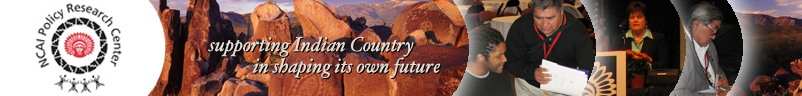 NCAI Policy Research Center
supporting Indian Country
in shaping its own future